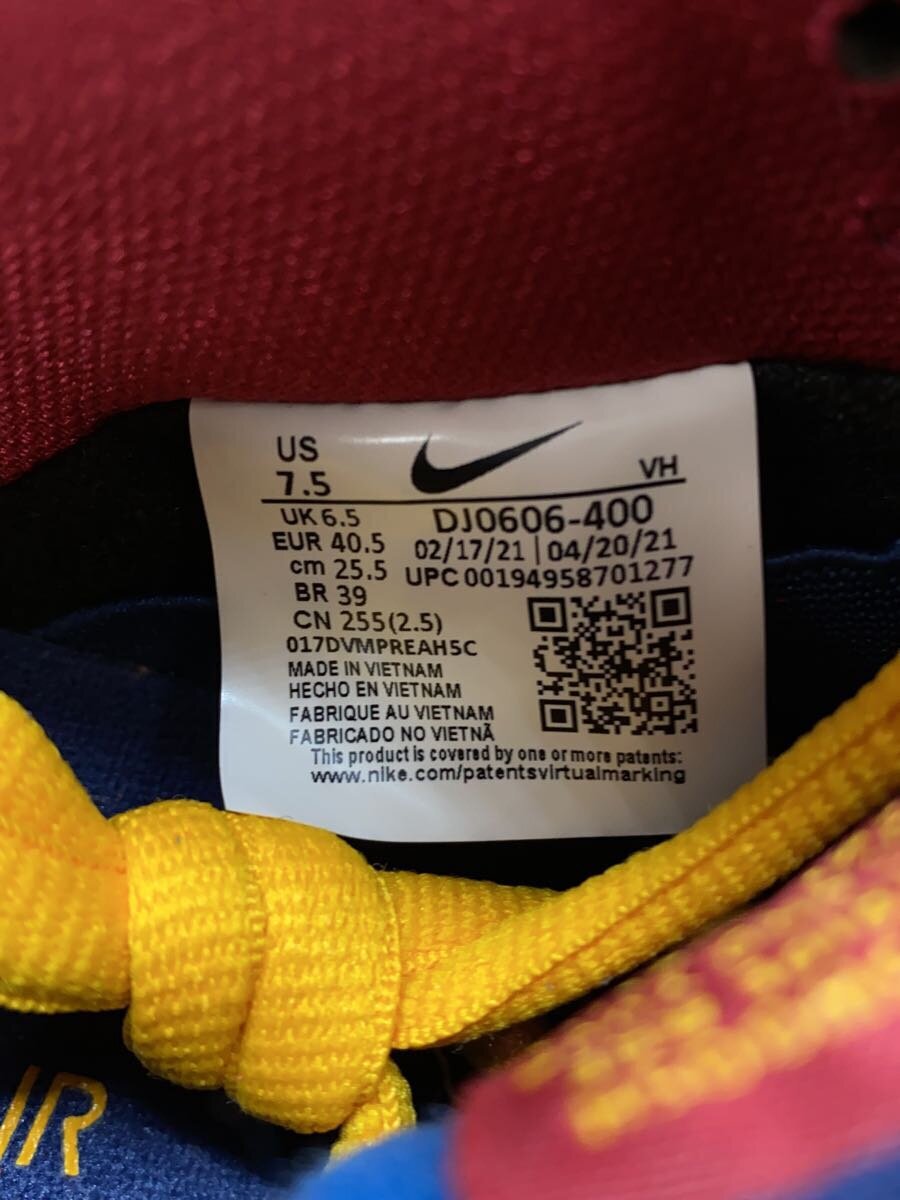 US
7.5
VH
UK 6.5
EUR 40.5
cm 25.5
BR 39
CN 255(2.5)
DJ0606-400
02/17/21 | 04/20/21
UPC 00194958701277
017DVMPREAH5C
MADE IN VIETNAM
HECHO EN VIETNAM
FABRIQUE AU VIETNAM
FABRICADO NO VIETNÃ
This product is covered by one or more patents:
www.nike.com/patentsvirtualmarking